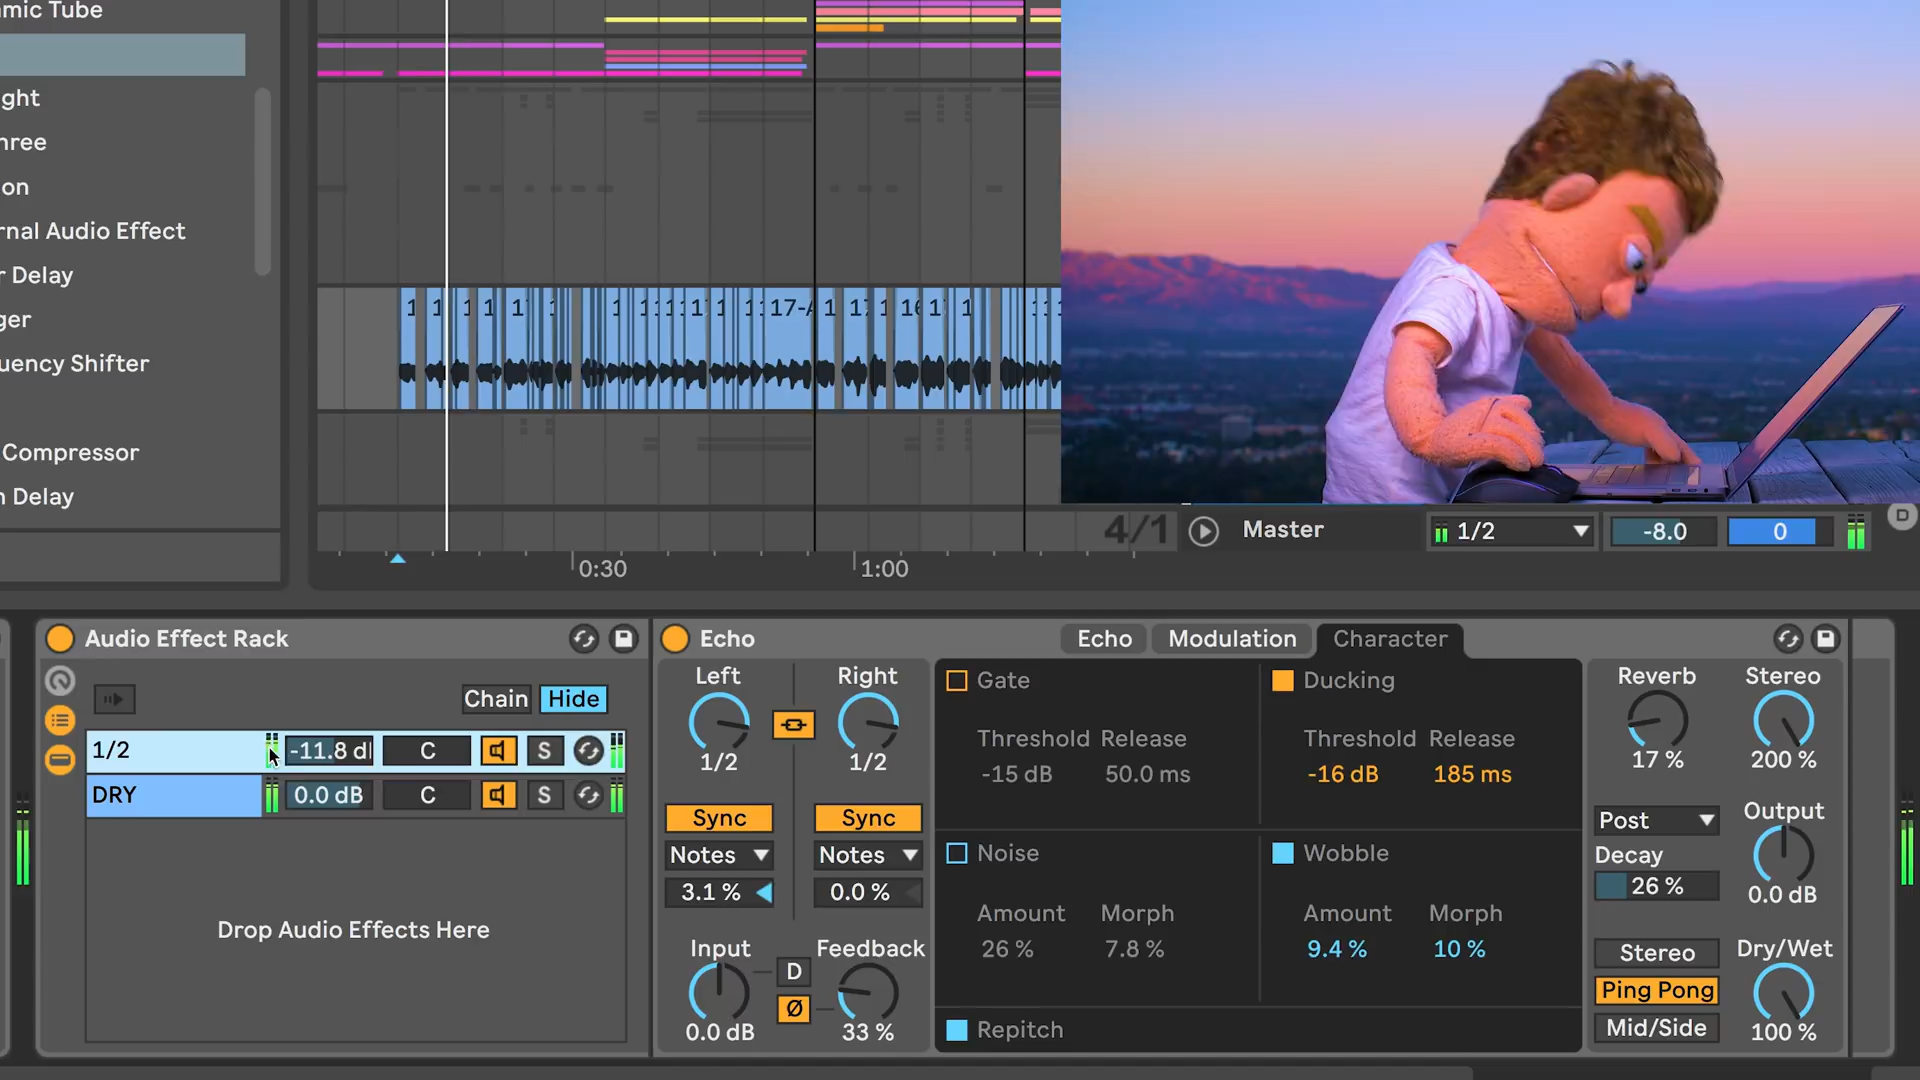 mic Tube
ght
hree
on
rnal Audio Effect
r Delay
ger
uency Shifter
Compressor
n Delay
17-A
4/1
Master
1/2
-8.0
0
D
0:30
1:00
Audio Effect Rack
Chain
Hide
1/2
-11.8 d
C
S
DRY
0.0 dB
C
S
Drop Audio Effects Here
Echo
Echo
Modulation
Character
Left
Right
1/2
1/2
Sync
Sync
Notes
Notes
3.1 %
0.0 %
Input
D
Feedback
Ø
0.0 dB
33 %
Gate
Threshold
Release
-15 dB
50.0 ms
Ducking
Threshold
Release
-16 dB
185 ms
Noise
Amount
Morph
26 %
7.8 %
Wobble
Amount
Morph
9.4 %
10 %
Repitch
Reverb
Stereo
17 %
200 %
Post
Output
Decay
26 %
0.0 dB
Stereo
Dry/Wet
Ping Pong
Mid/Side
100 %